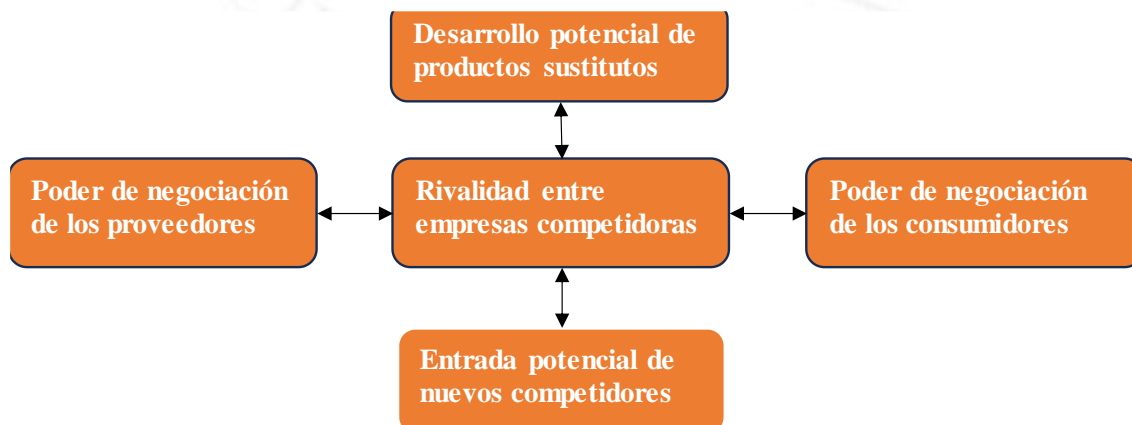 Desarrollo potencial de
productos sustitutos
Poder de negociación
de los proveedores
Rivalidad entre
empresas competidoras
Poder de negociación
de los consumidores
Entrada potencial de
nuevos competidores